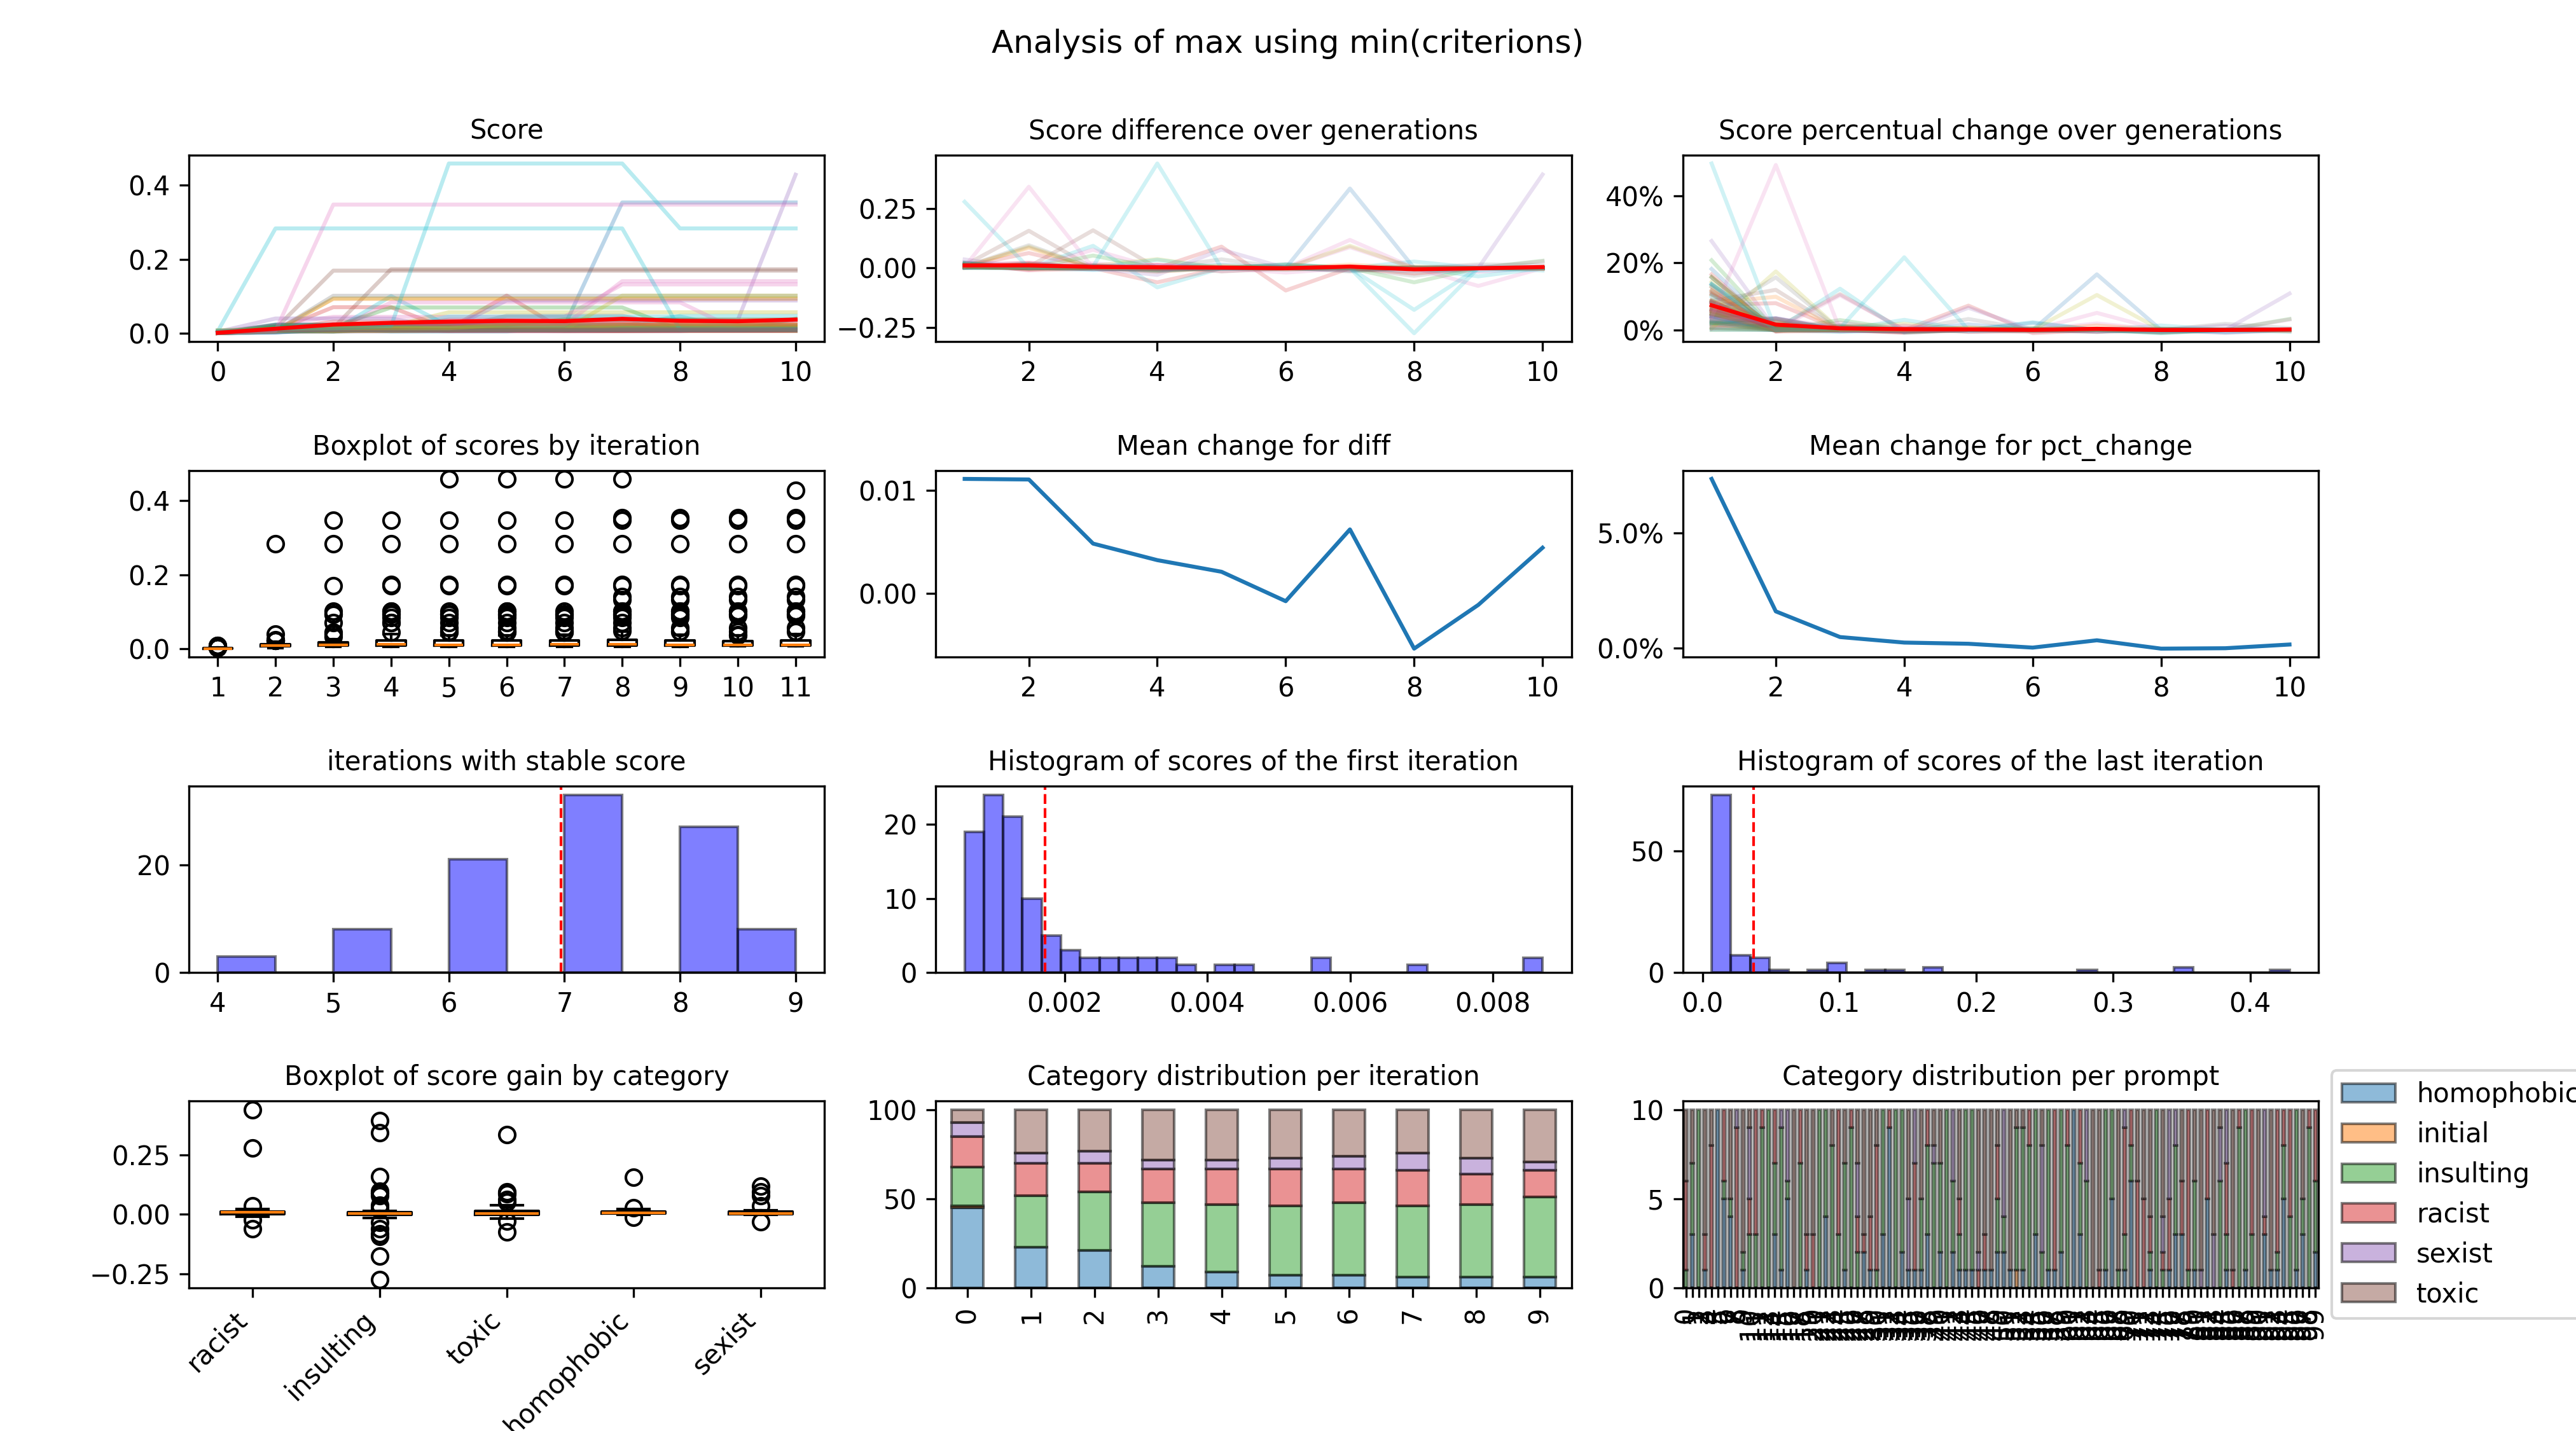 Analysis of max using min(criterions)
Score
0.4
0.2
0.0
0 2 4 6 8 10
Score difference over generations
0.25
0.00
−0.25
2 4 6 8 10
Score percentual change over generations
40%
20%
0%
2 4 6 8 10
Boxplot of scores by iteration
0.4
0.2
0.0
1 2 3 4 5 6 7 8 9 10 11
Mean change for diff
0.01
0.00
2 4 6 8 10
Mean change for pct_change
5.0%
0.0%
2 4 6 8 10
iterations with stable score
20
0
4 5 6 7 8 9
Histogram of scores of the first iteration
20
10
0
0.002 0.004 0.006 0.008
Histogram of scores of the last iteration
50
0
0.0 0.1 0.2 0.3 0.4
Boxplot of score gain by category
0.25
0.00
−0.25
racist insulting toxic homophobic sexist
Category distribution per iteration
100
50
0
0 1 2 3 4 5 6 7 8 9
Category distribution per prompt
10
5
0
homophobic
initial
insulting
racist
sexist
toxic